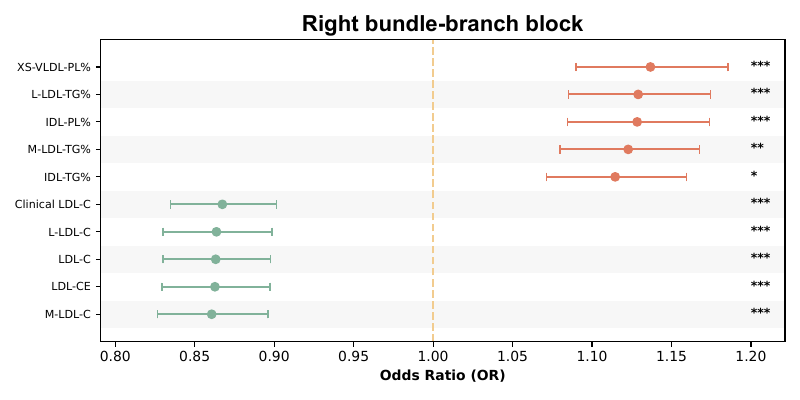 Right bundle-branch block
XS-VLDL-PL% ***
L-LDL-TG% ***
IDL-PL% ***
M-LDL-TG% **
IDL-TG% *
Clinical LDL-C ***
L-LDL-C ***
LDL-C ***
LDL-CE ***
M-LDL-C ***
0.80 0.85 0.90 0.95 1.00 1.05 1.10 1.15 1.20
Odds Ratio (OR)